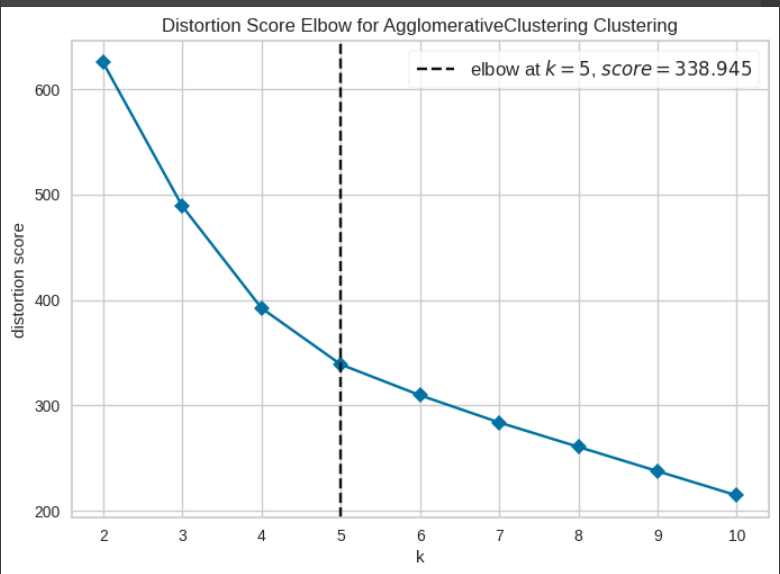 Distortion Score Elbow for AgglomerativeClustering Clustering
elbow at k = 5, score = 338.945
600
500
400
300
200
distortion score
2 3 4 5 6 7 8 9 10
k